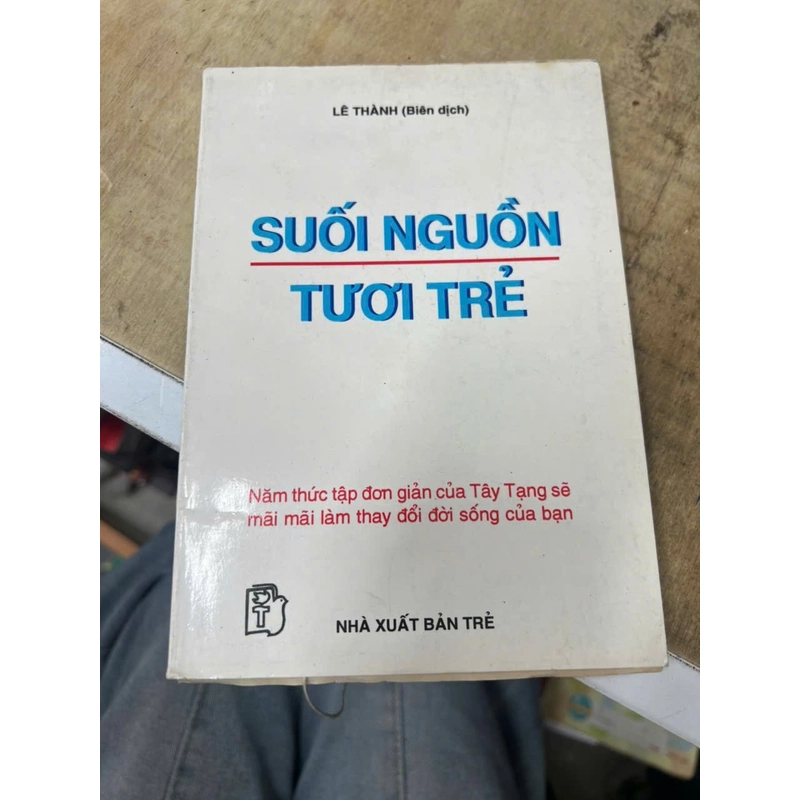 LÊ THÀNH (Biên dịch)
SUỐI NGUỒN
TƯƠI TRẺ
Năm thức tập đơn giản của Tây Tạng sẽ
mãi mãi làm thay đổi đời sống của bạn
T
NHÀ XUẤT BẢN TRẺ